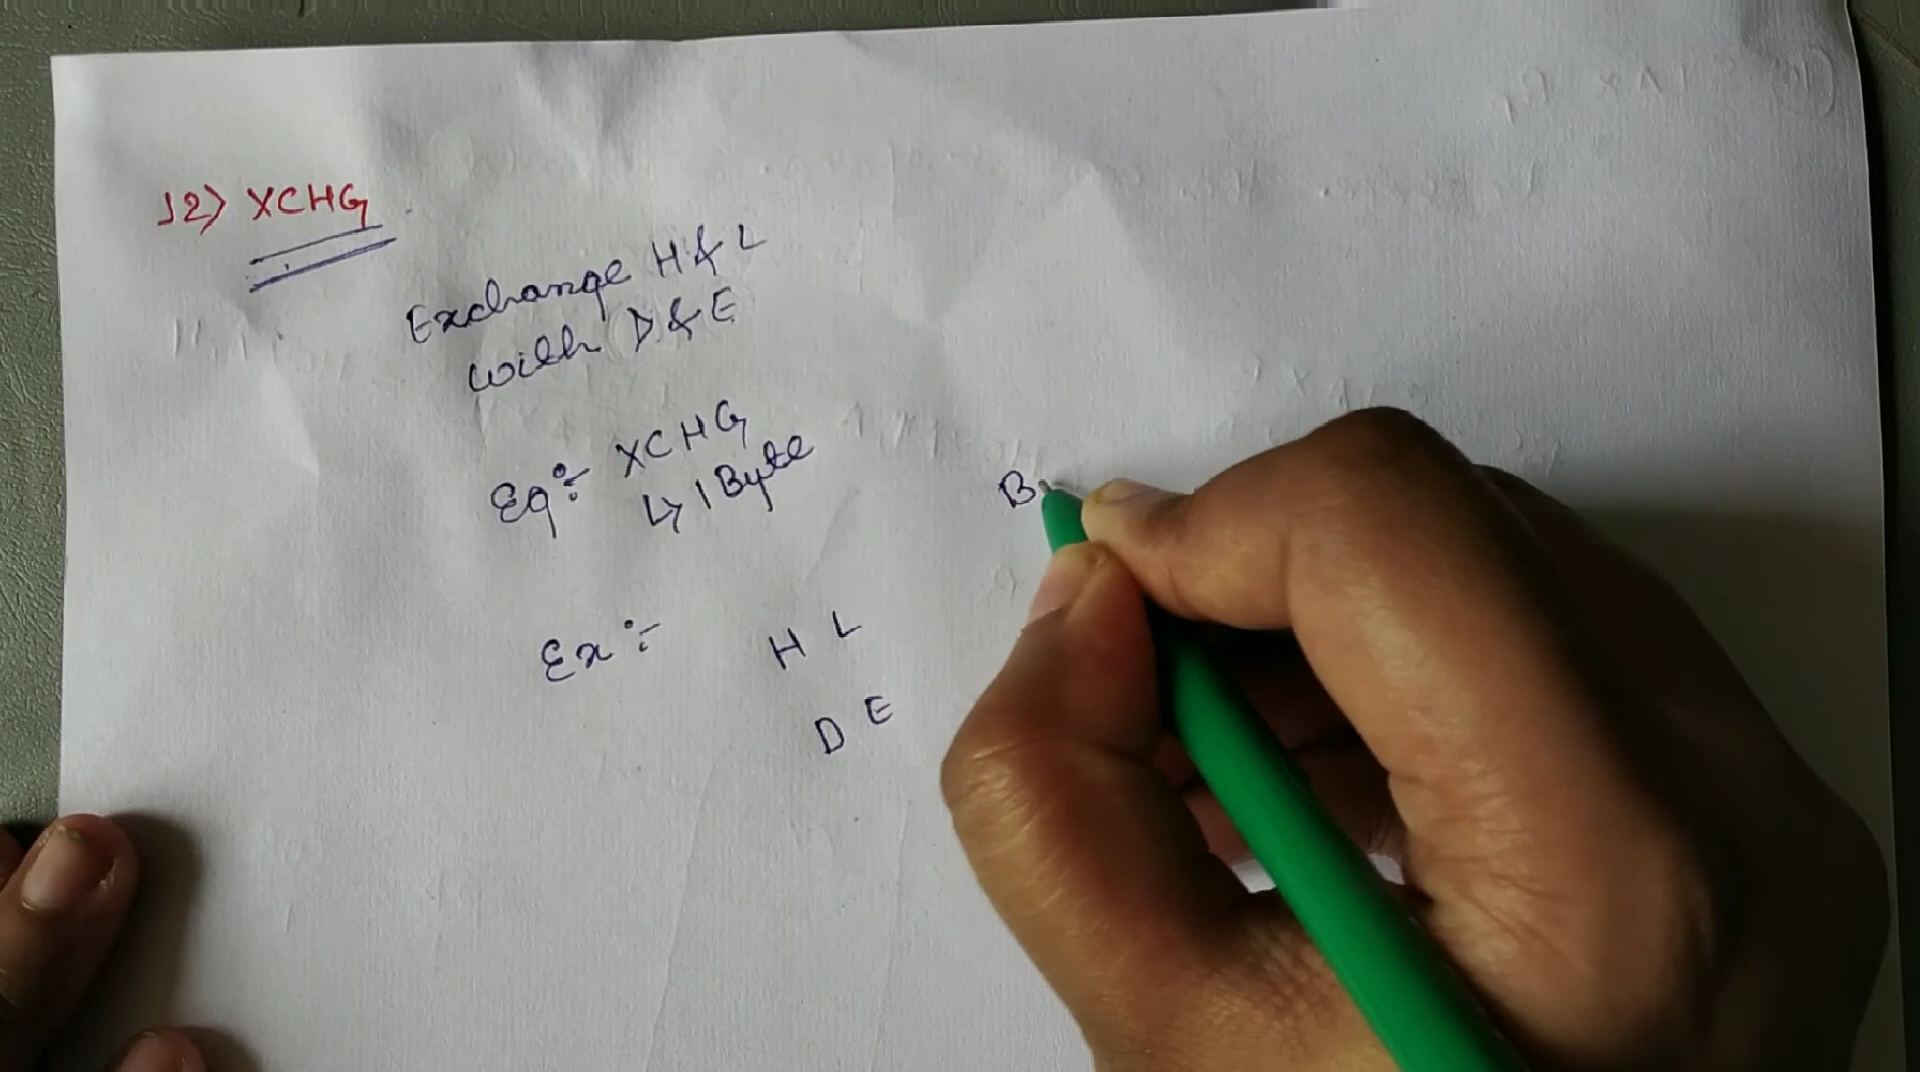 12) XCHG
Exchange H & L
with D & E
Eg:- XCHG
↳ 1 Byte
B
Ex:- H L
D E